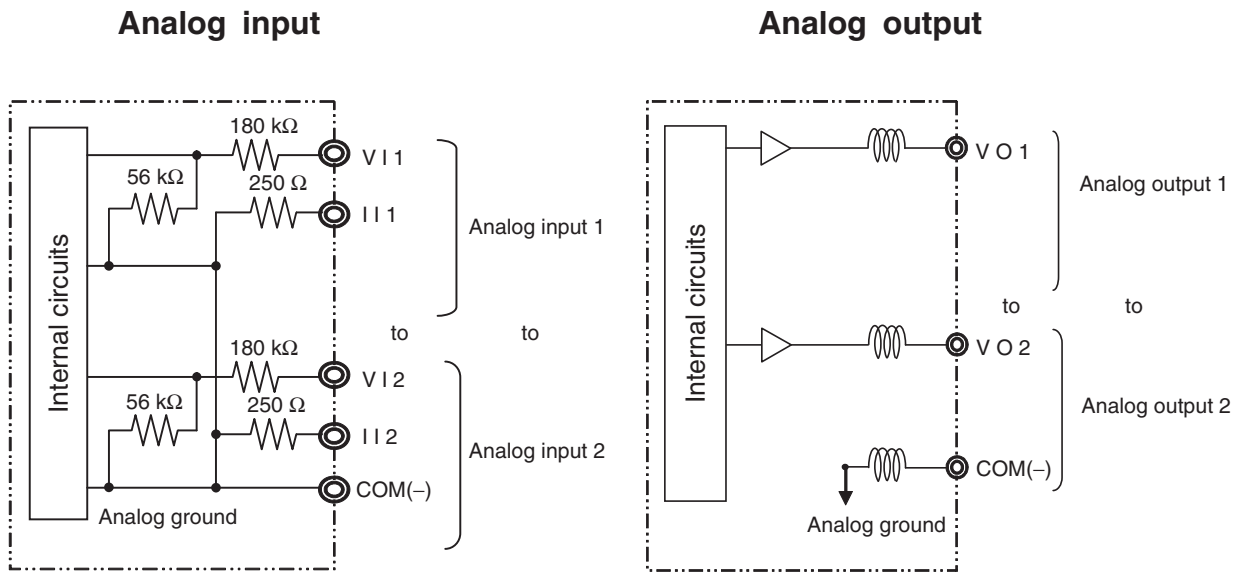 Analog input
Analog output
180 kΩ
V I 1
56 kΩ
250 Ω
I I 1
Analog input 1
Internal circuits
to
to
180 kΩ
V I 2
56 kΩ
250 Ω
I I 2
Analog input 2
COM(–)
Analog ground
V O 1
Analog output 1
Internal circuits
to
to
V O 2
Analog output 2
COM(–)
Analog ground